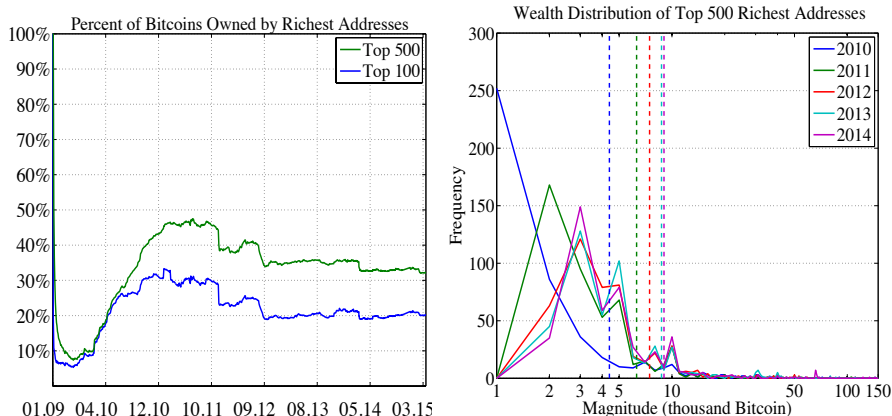 Percent of Bitcoins Owned by Richest Addresses
100%
90%
80%
70%
60%
50%
40%
30%
20%
10%
Top 500
Top 100
01.09 04.10 12.10 10.11 09.12 08.13 05.14 03.15
Wealth Distribution of Top 500 Richest Addresses
300
250
200
150
100
50
0
Frequency
2010
2011
2012
2013
2014
1 2 3 4 5 10 50 100 150
Magnitude (thousand Bitcoin)